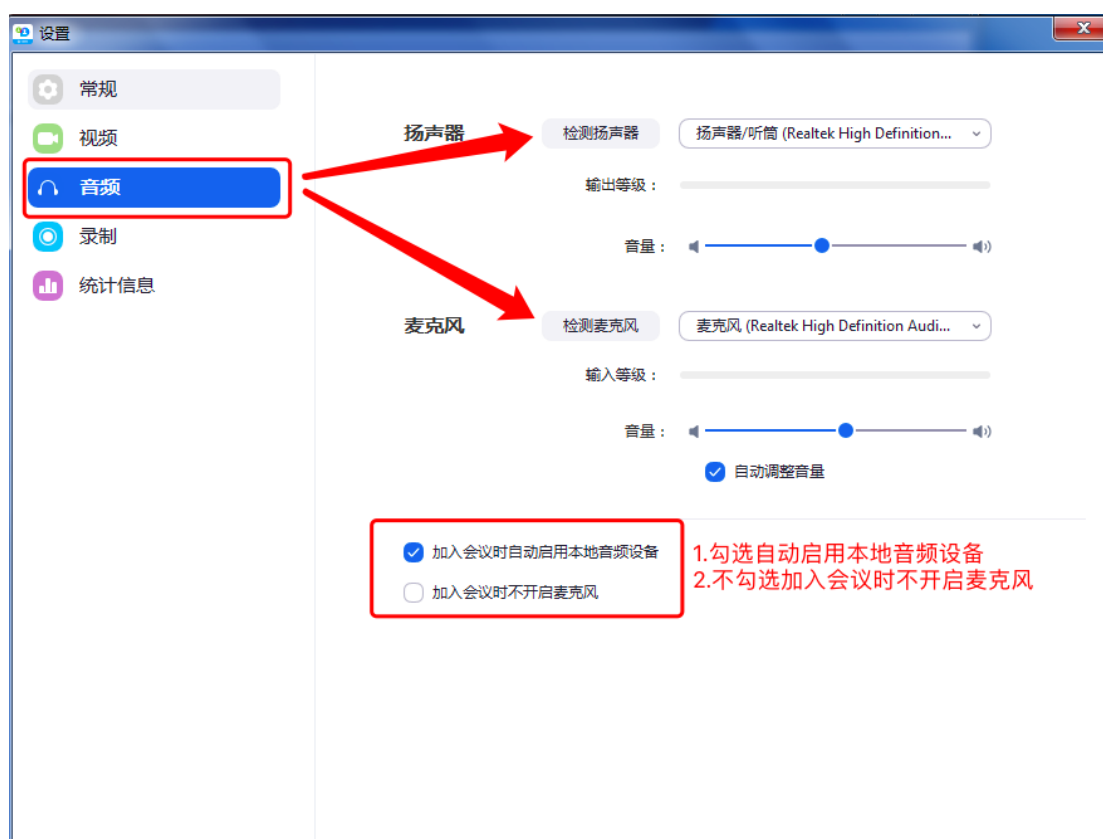 设置
常规
视频
音频
录制
统计信息
扬声器 检测扬声器 扬声器/听筒 (Realtek High Definition...
输出等级：
音量：
麦克风 检测麦克风 麦克风 (Realtek High Definition Audi...
输入等级：
音量：
自动调整音量
加入会议时自动启用本地音频设备
加入会议时不开启麦克风
1.勾选自动启用本地音频设备
2.不勾选加入会议时不开启麦克风